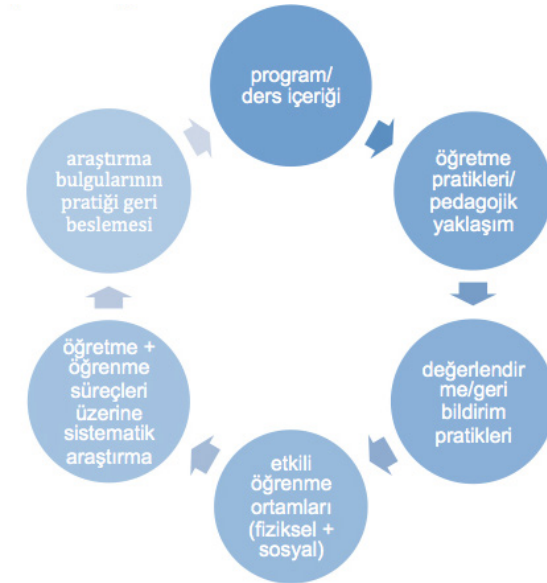 program/
ders içeriği
öğretme
pratikleri/
pedagojik
yaklaşım
değerlendir
me/geri
bildirim
pratikleri
etkili
öğrenme
ortamları
(fiziksel +
sosyal)
öğretme +
öğrenme
süreçleri
üzerine
sistematik
araştırma
araştırma
bulgularının
pratiği geri
beslemesi